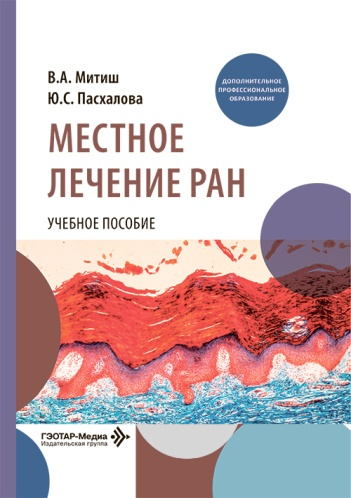 В.А. Митиш
Ю.С. Пасхалова
ДОПОЛНИТЕЛЬНОЕ
ПРОФЕССИОНАЛЬНОЕ
ОБРАЗОВАНИЕ
МЕСТНОЕ
ЛЕЧЕНИЕ РАН
УЧЕБНОЕ ПОСОБИЕ
ГЭОТАР-Медиа
Издательская группа